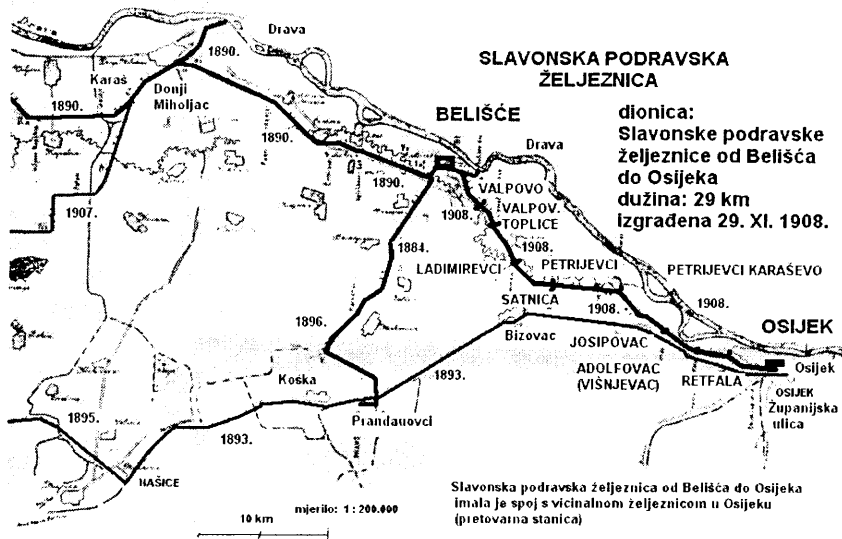 Drava
1890.
SLAVONSKA PODRAVSKA
ŽELJEZNICA
Karaš
Donji
Miholjac
1890.
1890.
BELIŠĆE
dionica:
Slavonske podravske
željeznice od Belišća
do Osijeka
dužina: 29 km
izgrađena 29. XI. 1908.
Drava
1890.
VALPOVO
1907.
1908.
VALPOV.
TOPLICE
1884.
1908.
LADIMIREVCI
PETRIJEVCI
PETRIJEVCI KARAŠEVO
SATNICA
1908.
1908.
1896.
Bizovac
JOSIPOVAC
OSIJEK
Koška
1893.
ADOLFOVAC
(VIŠNJEVAC)
RETFALA
Osijek
OSIJEK
Županijska
ulica
1895.
Prandauovci
1893.
NAŠICE
Slavonska podravska željeznica od Belišća do Osijeka
imala je spoj s vicinalnom željeznicom u Osijeku
(pretovarna stanica)
10 km
mjerilo: 1 : 200.000